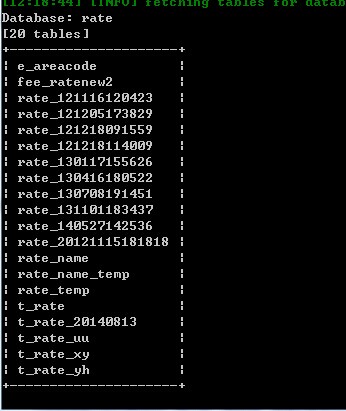 [12:18:44] [INFO] fetching tables for datab
Database: rate
[20 tables]
+----------------------+
| e_areacode           |
| fee_ratenew2         |
| rate_121116120423    |
| rate_121205173829    |
| rate_121218091559    |
| rate_121218114009    |
| rate_130117155626    |
| rate_130416180522    |
| rate_130708191451    |
| rate_131101183437    |
| rate_140527142536    |
| rate_20121115181818  |
| rate_name            |
| rate_name_temp       |
| rate_temp            |
| t_rate               |
| t_rate_20140813      |
| t_rate_uu            |
| t_rate_xy            |
| t_rate_yh            |
+----------------------+